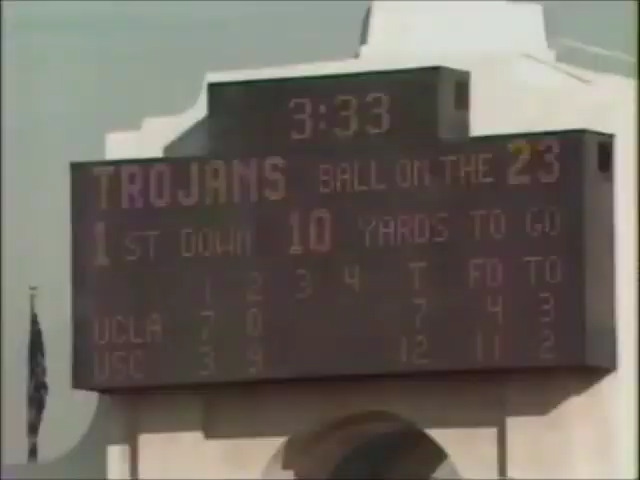 3:33
TROJANS BALL ON THE 23
1 ST DOWN 10 YARDS TO GO
1 2 3 4 T FD TO
UCLA 7 0 7 4 3
USC 3 9 12 11 2